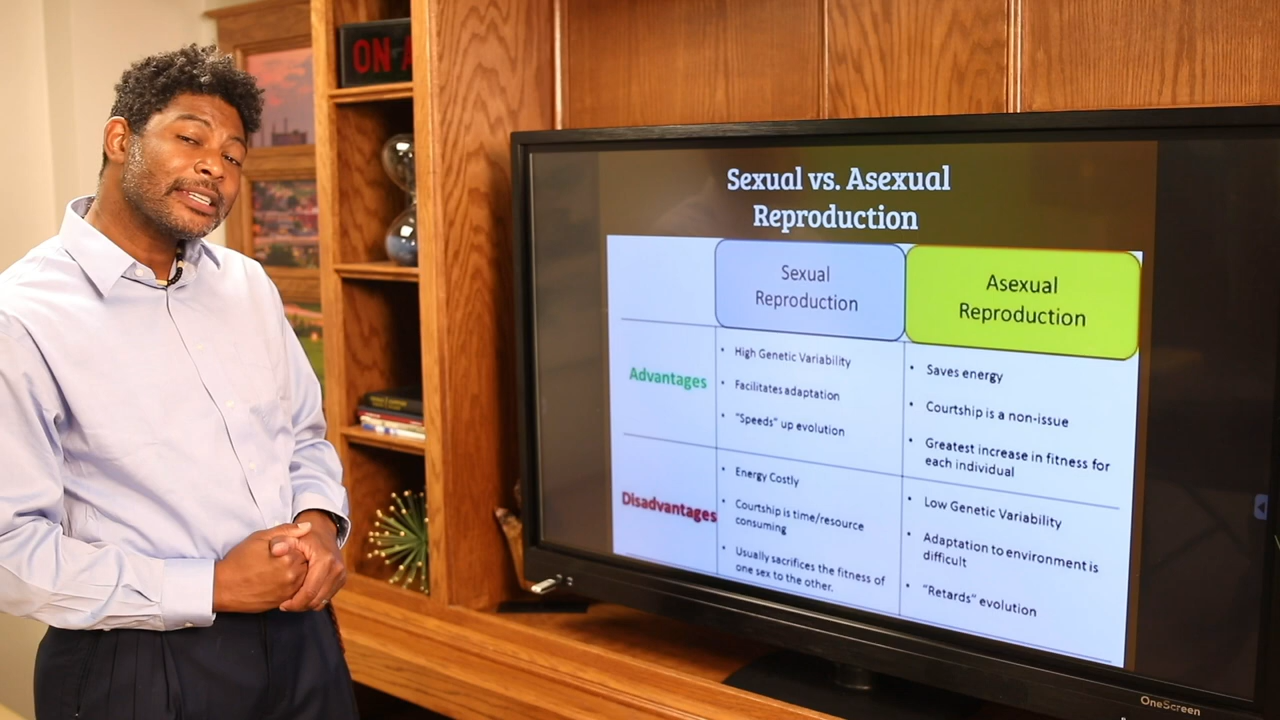 ON A
Sexual vs. Asexual
Reproduction
Sexual
Reproduction
Asexual
Reproduction
Advantages
• High Genetic Variability
• Facilitates adaptation
• "Speeds" up evolution
• Saves energy
• Courtship is a non-issue
• Greatest increase in fitness for
each individual
Disadvantages
• Energy Costly
• Courtship is time/resource
consuming
• Usually sacrifices the fitness of
one sex to the other.
• Low Genetic Variability
• Adaptation to environment is
difficult
• "Retards" evolution
OneScreen